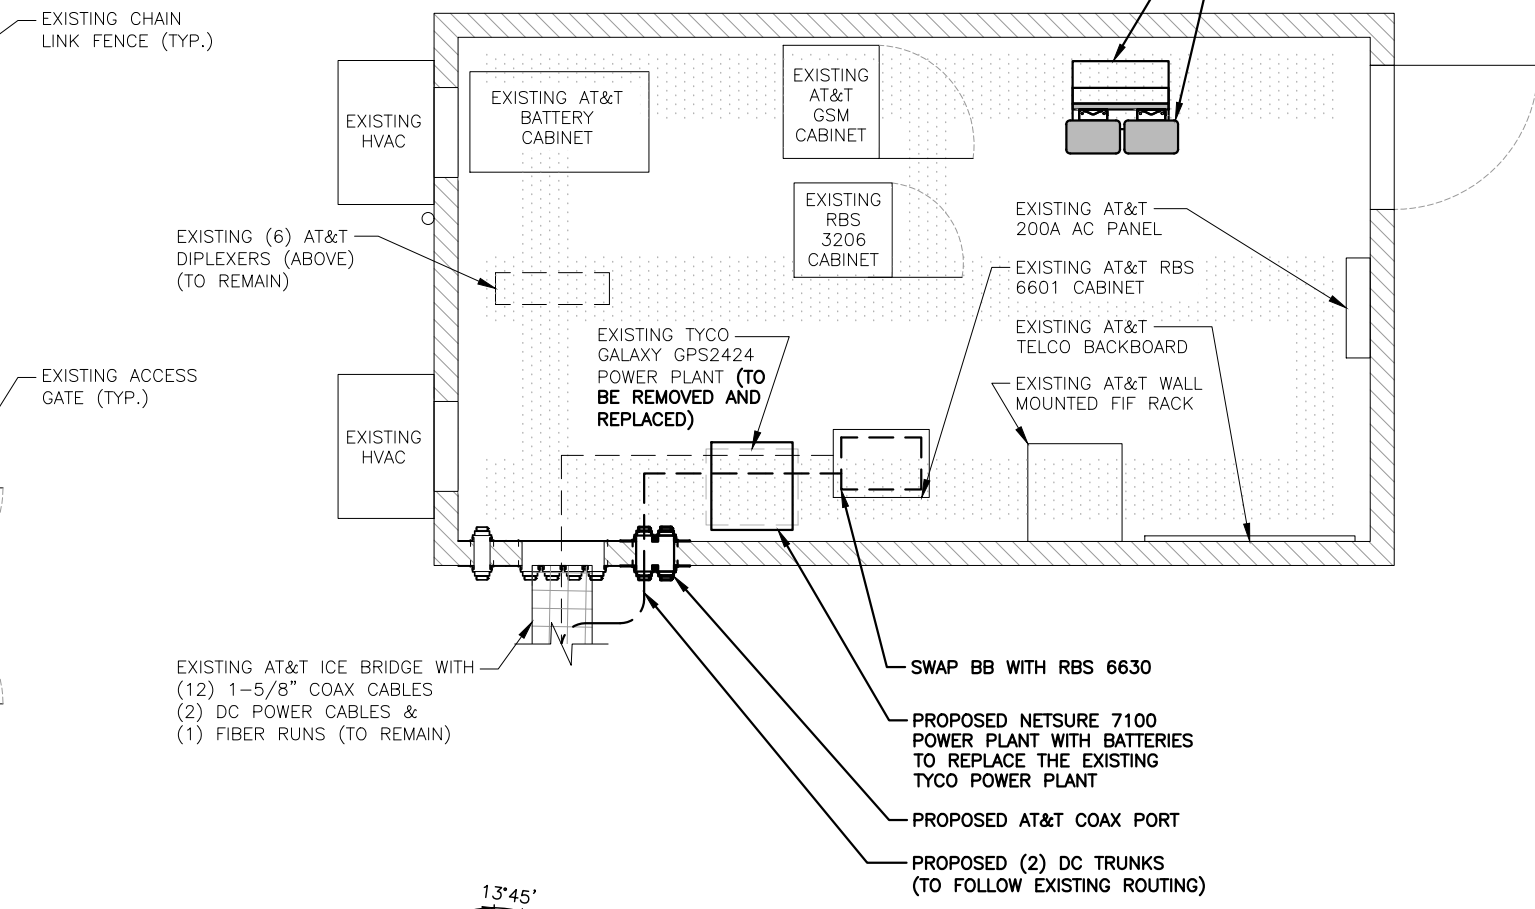 EXISTING CHAIN
LINK FENCE (TYP.)
EXISTING
HVAC
EXISTING AT&T
BATTERY
CABINET
EXISTING
AT&T
GSM
CABINET
EXISTING
RBS
3206
CABINET
EXISTING (6) AT&T
DIPLEXERS (ABOVE)
(TO REMAIN)
EXISTING AT&T
200A AC PANEL
EXISTING AT&T RBS
6601 CABINET
EXISTING AT&T
TELCO BACKBOARD
EXISTING AT&T WALL
MOUNTED FIF RACK
EXISTING TYCO
GALAXY GPS2424
POWER PLANT (TO
BE REMOVED AND
REPLACED)
EXISTING ACCESS
GATE (TYP.)
EXISTING
HVAC
EXISTING AT&T ICE BRIDGE WITH
(12) 1-5/8" COAX CABLES
(2) DC POWER CABLES &
(1) FIBER RUNS (TO REMAIN)
SWAP BB WITH RBS 6630
PROPOSED NETSURE 7100
POWER PLANT WITH BATTERIES
TO REPLACE THE EXISTING
TYCO POWER PLANT
PROPOSED AT&T COAX PORT
PROPOSED (2) DC TRUNKS
(TO FOLLOW EXISTING ROUTING)
13°45'